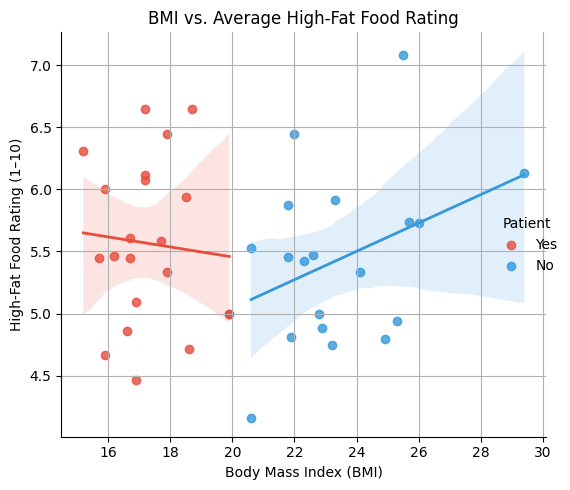 BMI vs. Average High-Fat Food Rating
High-Fat Food Rating (1–10)
7.0
6.5
6.0
5.5
5.0
4.5
Patient
Yes
No
16 18 20 22 24 26 28 30
Body Mass Index (BMI)